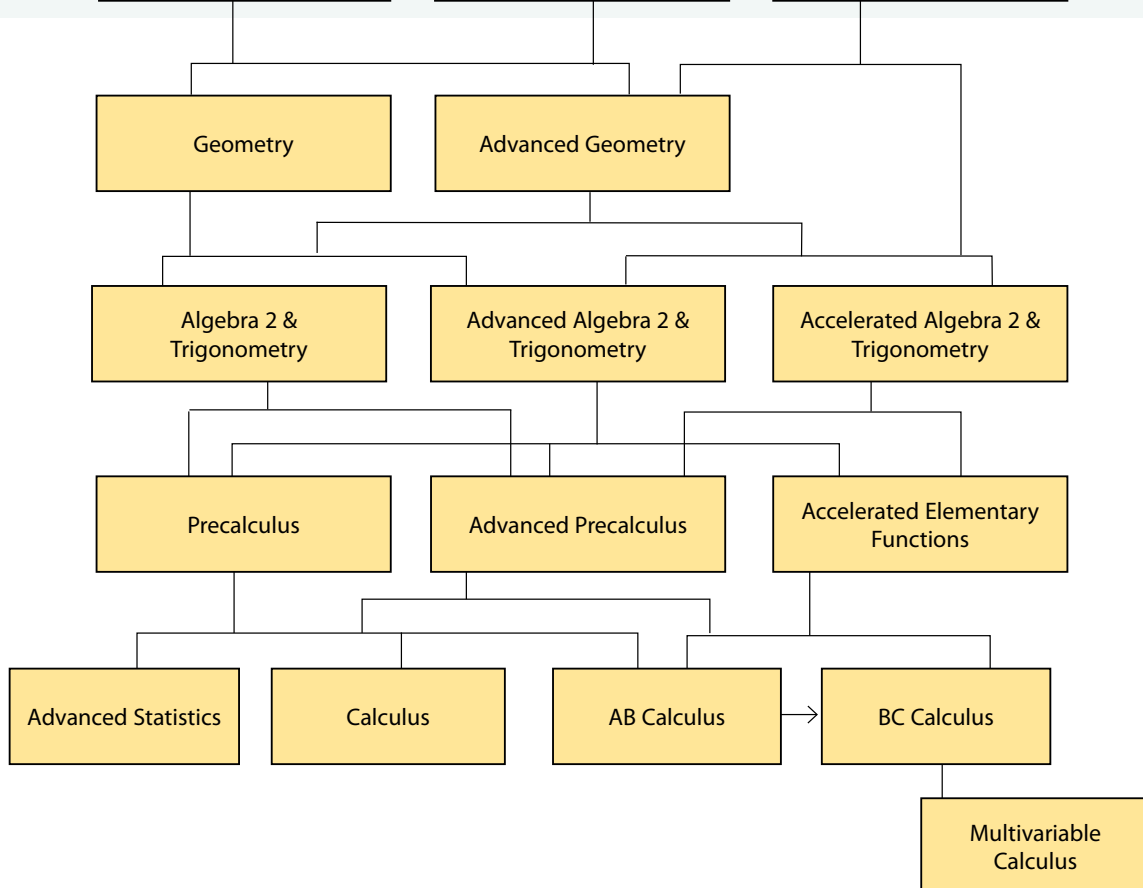 Geometry
Advanced Geometry
Algebra 2 &
Trigonometry
Advanced Algebra 2 &
Trigonometry
Accelerated Algebra 2 &
Trigonometry
Precalculus
Advanced Precalculus
Accelerated Elementary
Functions
Advanced Statistics
Calculus
AB Calculus
BC Calculus
Multivariable
Calculus